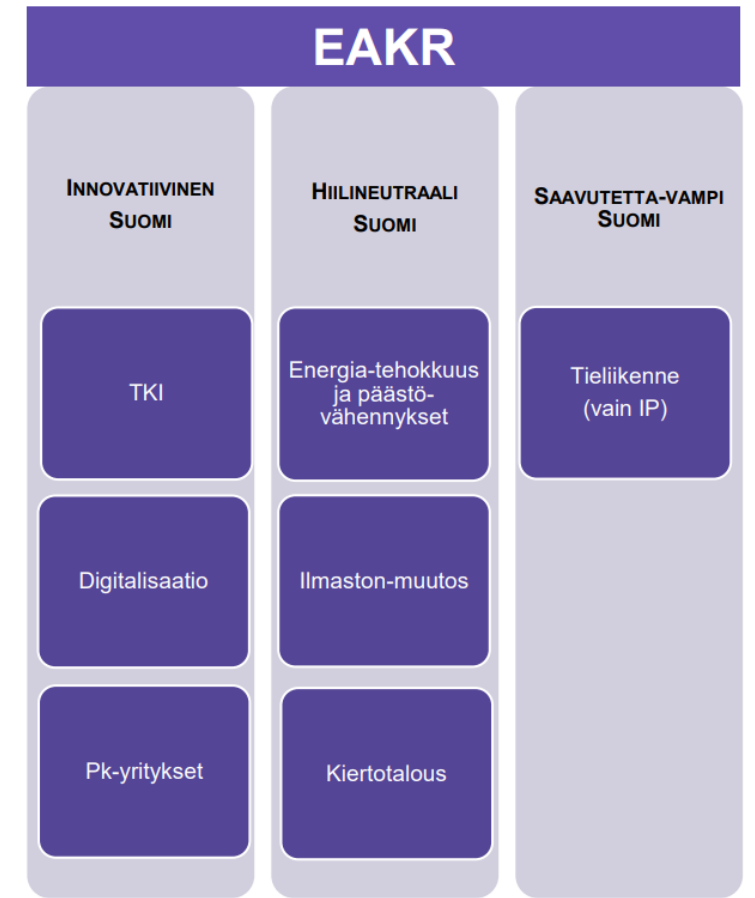 EAKR
INNOVATIIVINEN
SUOMI
TKI
Digitalisaatio
Pk-yritykset
HIILINEUTRAALI
SUOMI
Energia-tehokkuus
ja päästö-
vähennykset
Ilmaston-muutos
Kiertotalous
SAAVUTETTA-VAMPI
SUOMI
Tieliikenne
(vain IP)